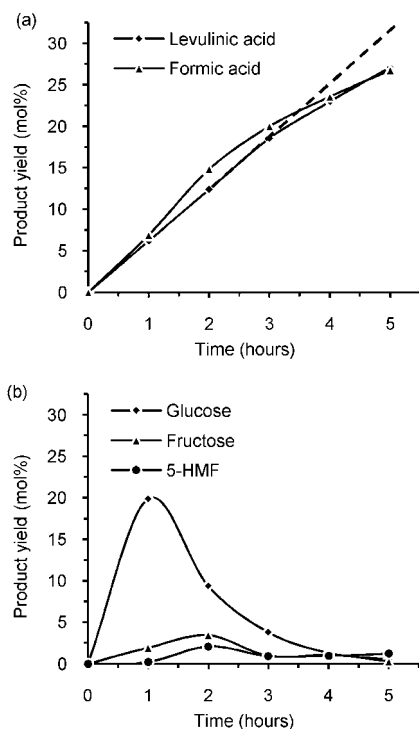 (a)
Levulinic acid
Formic acid
Product yield (mol%)
30
25
20
15
10
5
0
0 1 2 3 4 5
Time (hours)
(b)
Glucose
Fructose
5-HMF
Product yield (mol%)
30
25
20
15
10
5
0
0 1 2 3 4 5
Time (hours)